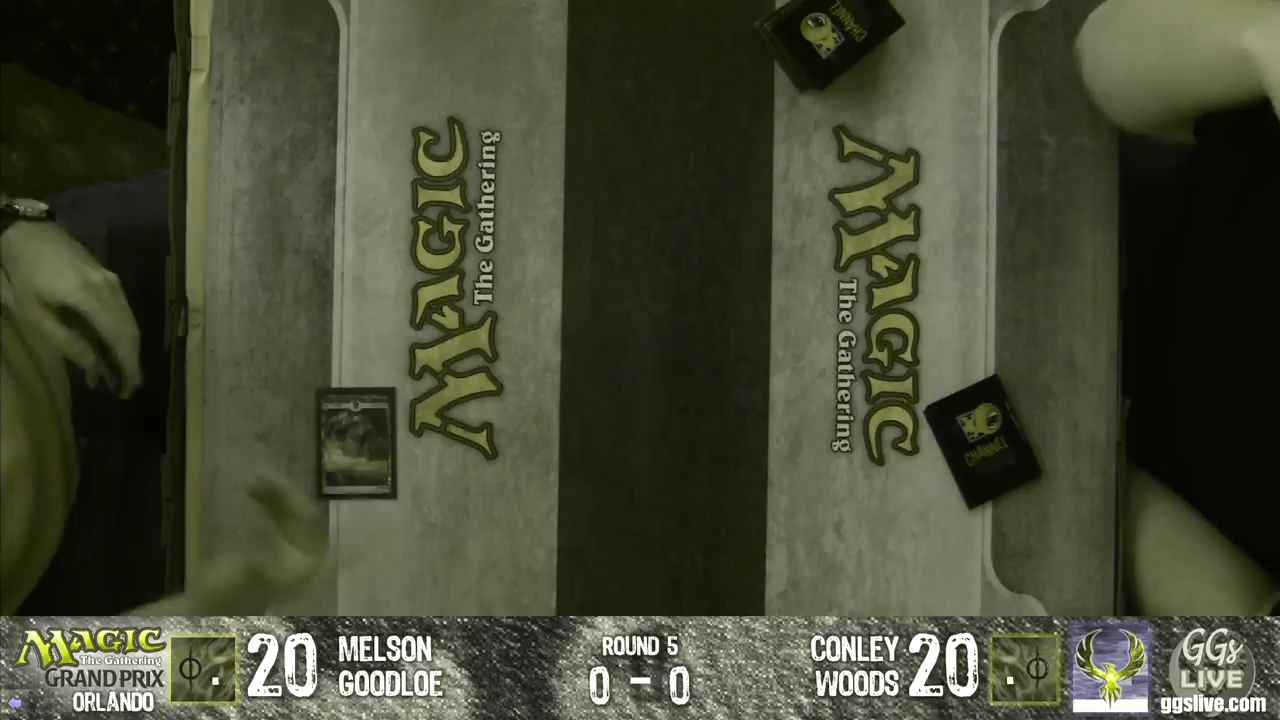 CHANNEL
MAGIC
The Gathering
MAGIC
The Gathering
CHANNEL
MAGIC
The Gathering
GRAND PRIX
ORLANDO
20
MELSON
GOODLOE
ROUND 5
0 - 0
CONLEY
WOODS
20
GGs
LIVE
ggslive.com